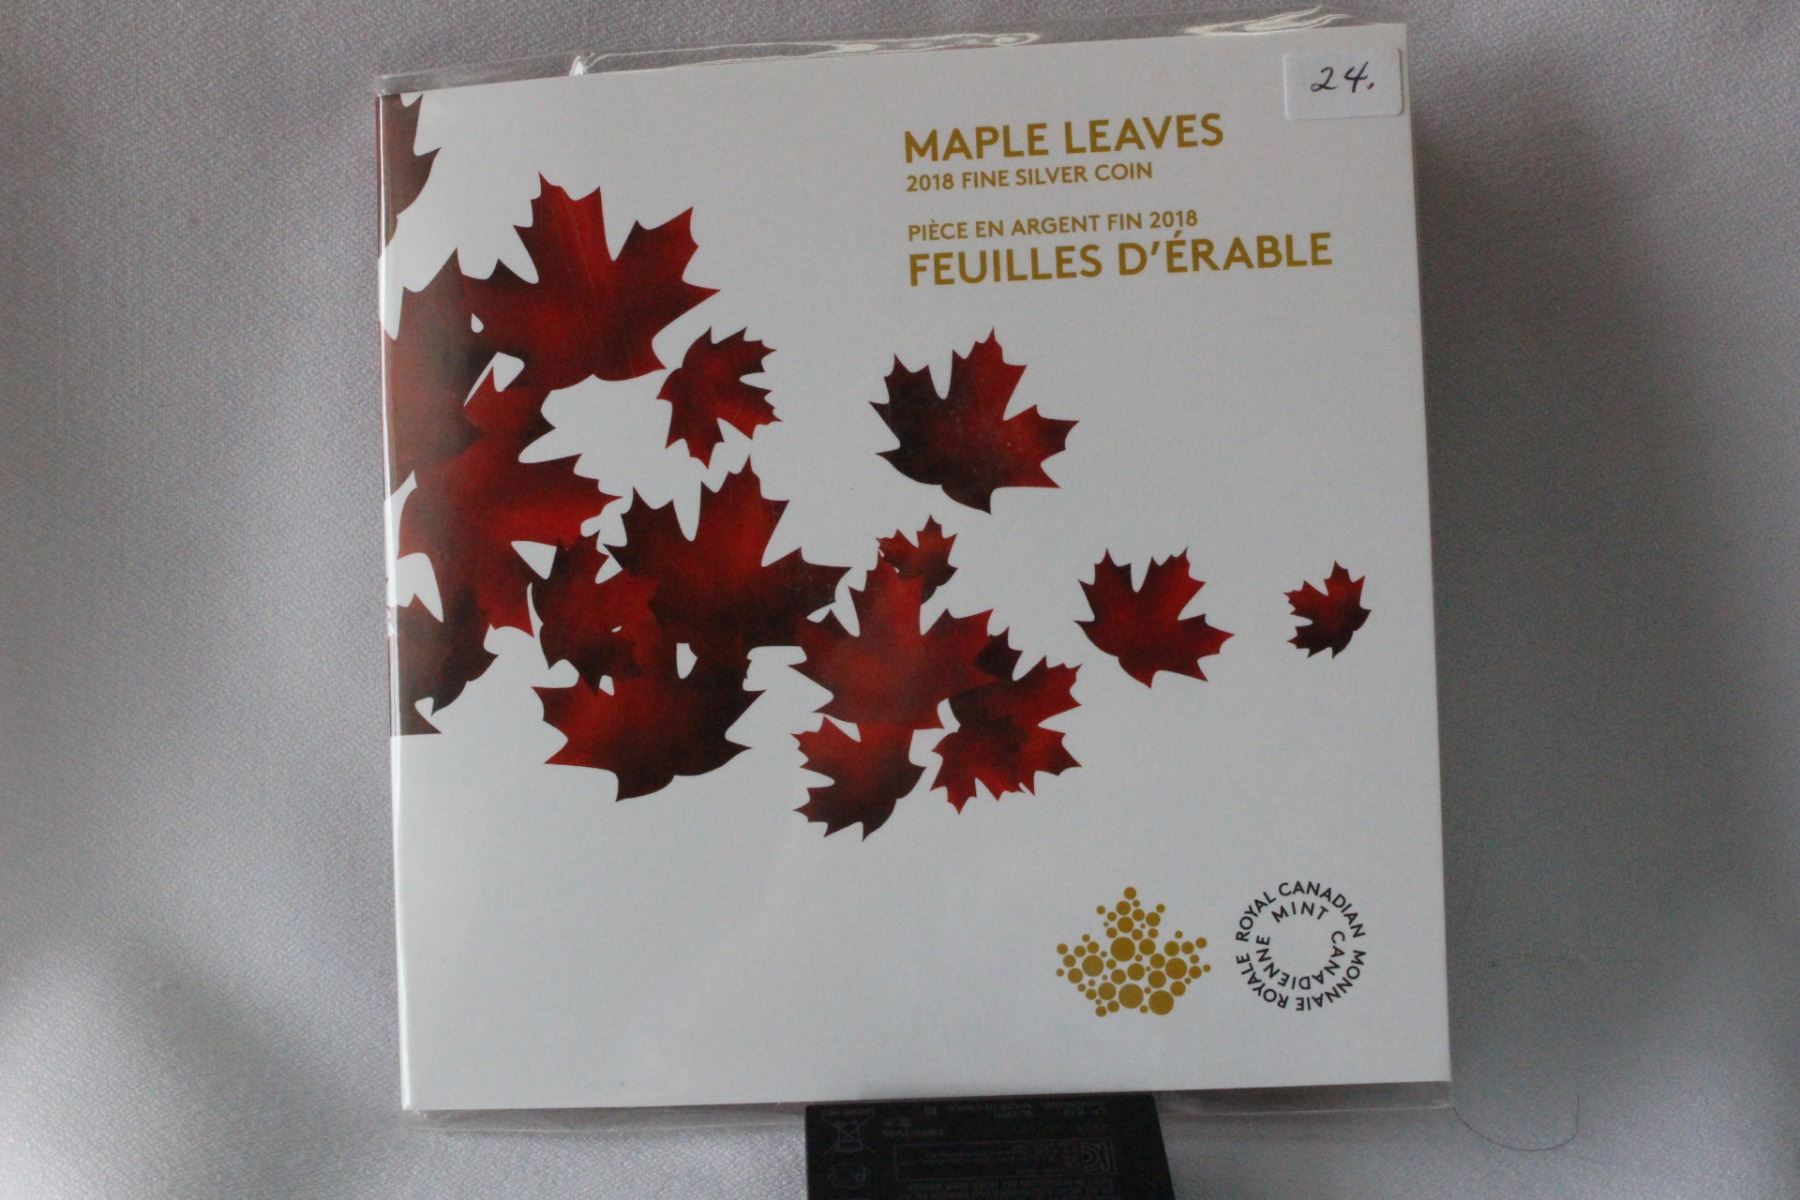 24.
MAPLE LEAVES
2018 FINE SILVER COIN
PIÈCE EN ARGENT FIN 2018
FEUILLES D'ÉRABLE
ROYAL CANADIAN MINT
MONNAIE ROYALE CANADIENNE